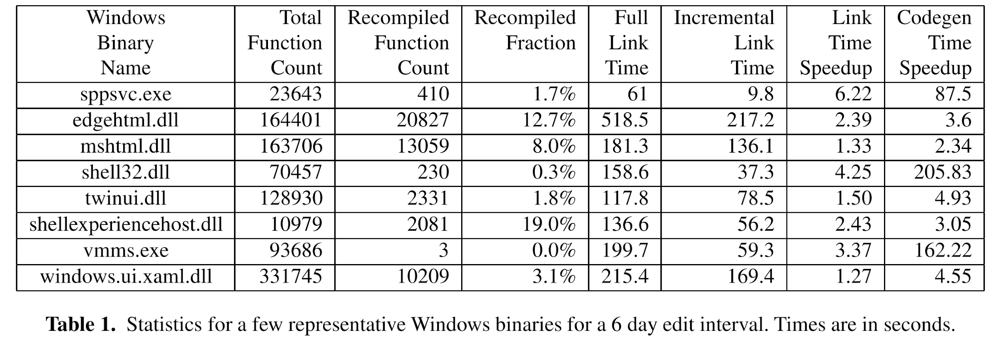 Windows Total Recompiled Recompiled Full Incremental Link Codegen
Binary Function Function Fraction Link Link Time Time
Name Count Count Time Time Speedup Speedup
sppsvc.exe 23643 410 1.7% 61 9.8 6.22 87.5
edgehtml.dll 164401 20827 12.7% 518.5 217.2 2.39 3.6
mshtml.dll 163706 13059 8.0% 181.3 136.1 1.33 2.34
shell32.dll 70457 230 0.3% 158.6 37.3 4.25 205.83
twinui.dll 128930 2331 1.8% 117.8 78.5 1.50 4.93
shellexperiencehost.dll 10979 2081 19.0% 136.6 56.2 2.43 3.05
vmms.exe 93686 3 0.0% 199.7 59.3 3.37 162.22
windows.ui.xaml.dll 331745 10209 3.1% 215.4 169.4 1.27 4.55
Table 1. Statistics for a few representative Windows binaries for a 6 day edit interval. Times are in seconds.